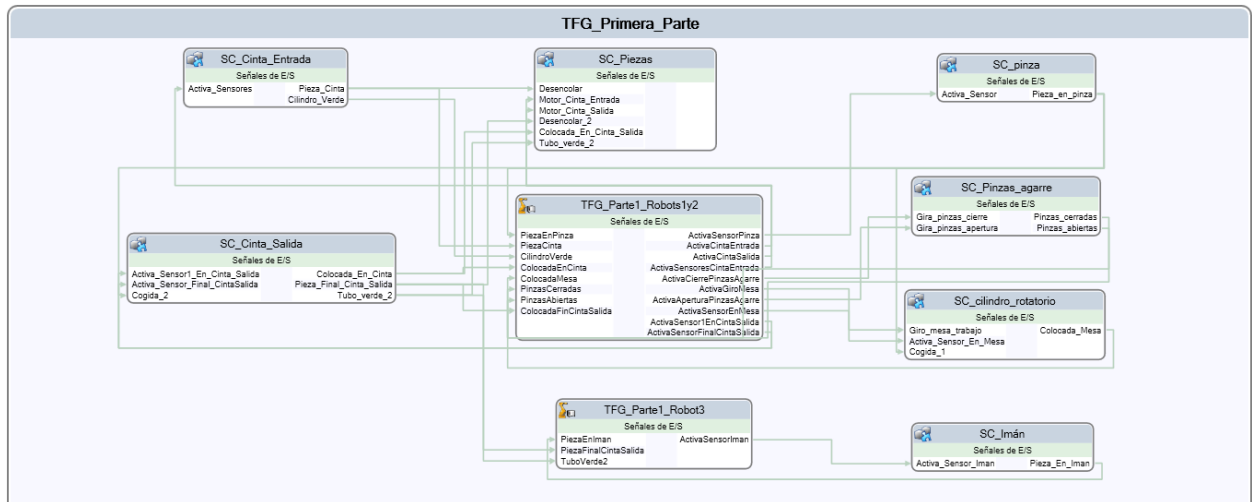 TFG_Primera_Parte
SC_Cinta_Entrada
Señales de E/S
Activa_Sensores Pieza_Cinta
Cilindro_Verde
SC_Piezas
Señales de E/S
Desencolar
Motor_Cinta_Entrada
Motor_Cinta_Salida
Desencolar_2
Colocada_En_Cinta_Salida
Tubo_verde_2
SC_pinza
Señales de E/S
Activa_Sensor Pieza_en_pinza
SC_Pinzas_agarre
Señales de E/S
Gira_pinzas_cierre Pinzas_cerradas
Gira_pinzas_apertura Pinzas_abiertas
TFG_Parte1_Robots1y2
Señales de E/S
PiezaEnPinza ActivaSensorPinza
PiezaCinta ActivaCintaEntrada
CilindroVerde ActivaCintaSalida
ColocadaEnCinta ActivaSensoresCintaEntrada
ColocadaMesa ActivaCierrePinzasAgarre
PinzasCerradas ActivaGiroMesa
PinzasAbiertas ActivaAperturaPinzasAgarre
ColocadaFinCintaSalida ActivaSensorEnMesa
ActivaSensor1EnCintaSalida
ActivaSensorFinalCintaSalida
SC_Cinta_Salida
Señales de E/S
Activa_Sensor1_En_Cinta_Salida Colocada_En_Cinta
Activa_Sensor_Final_CintaSalida Pieza_Final_Cinta_Salida
Cogida_2 Tubo_verde_2
SC_cilindro_rotatorio
Señales de E/S
Giro_mesa_trabajo Colocada_Mesa
Activa_Sensor_En_Mesa
Cogida_1
TFG_Parte1_Robot3
Señales de E/S
PiezaEnIman ActivaSensorIman
PiezaFinalCintaSalida
TuboVerde2
SC_Imán
Señales de E/S
Activa_Sensor_Iman Pieza_En_Iman